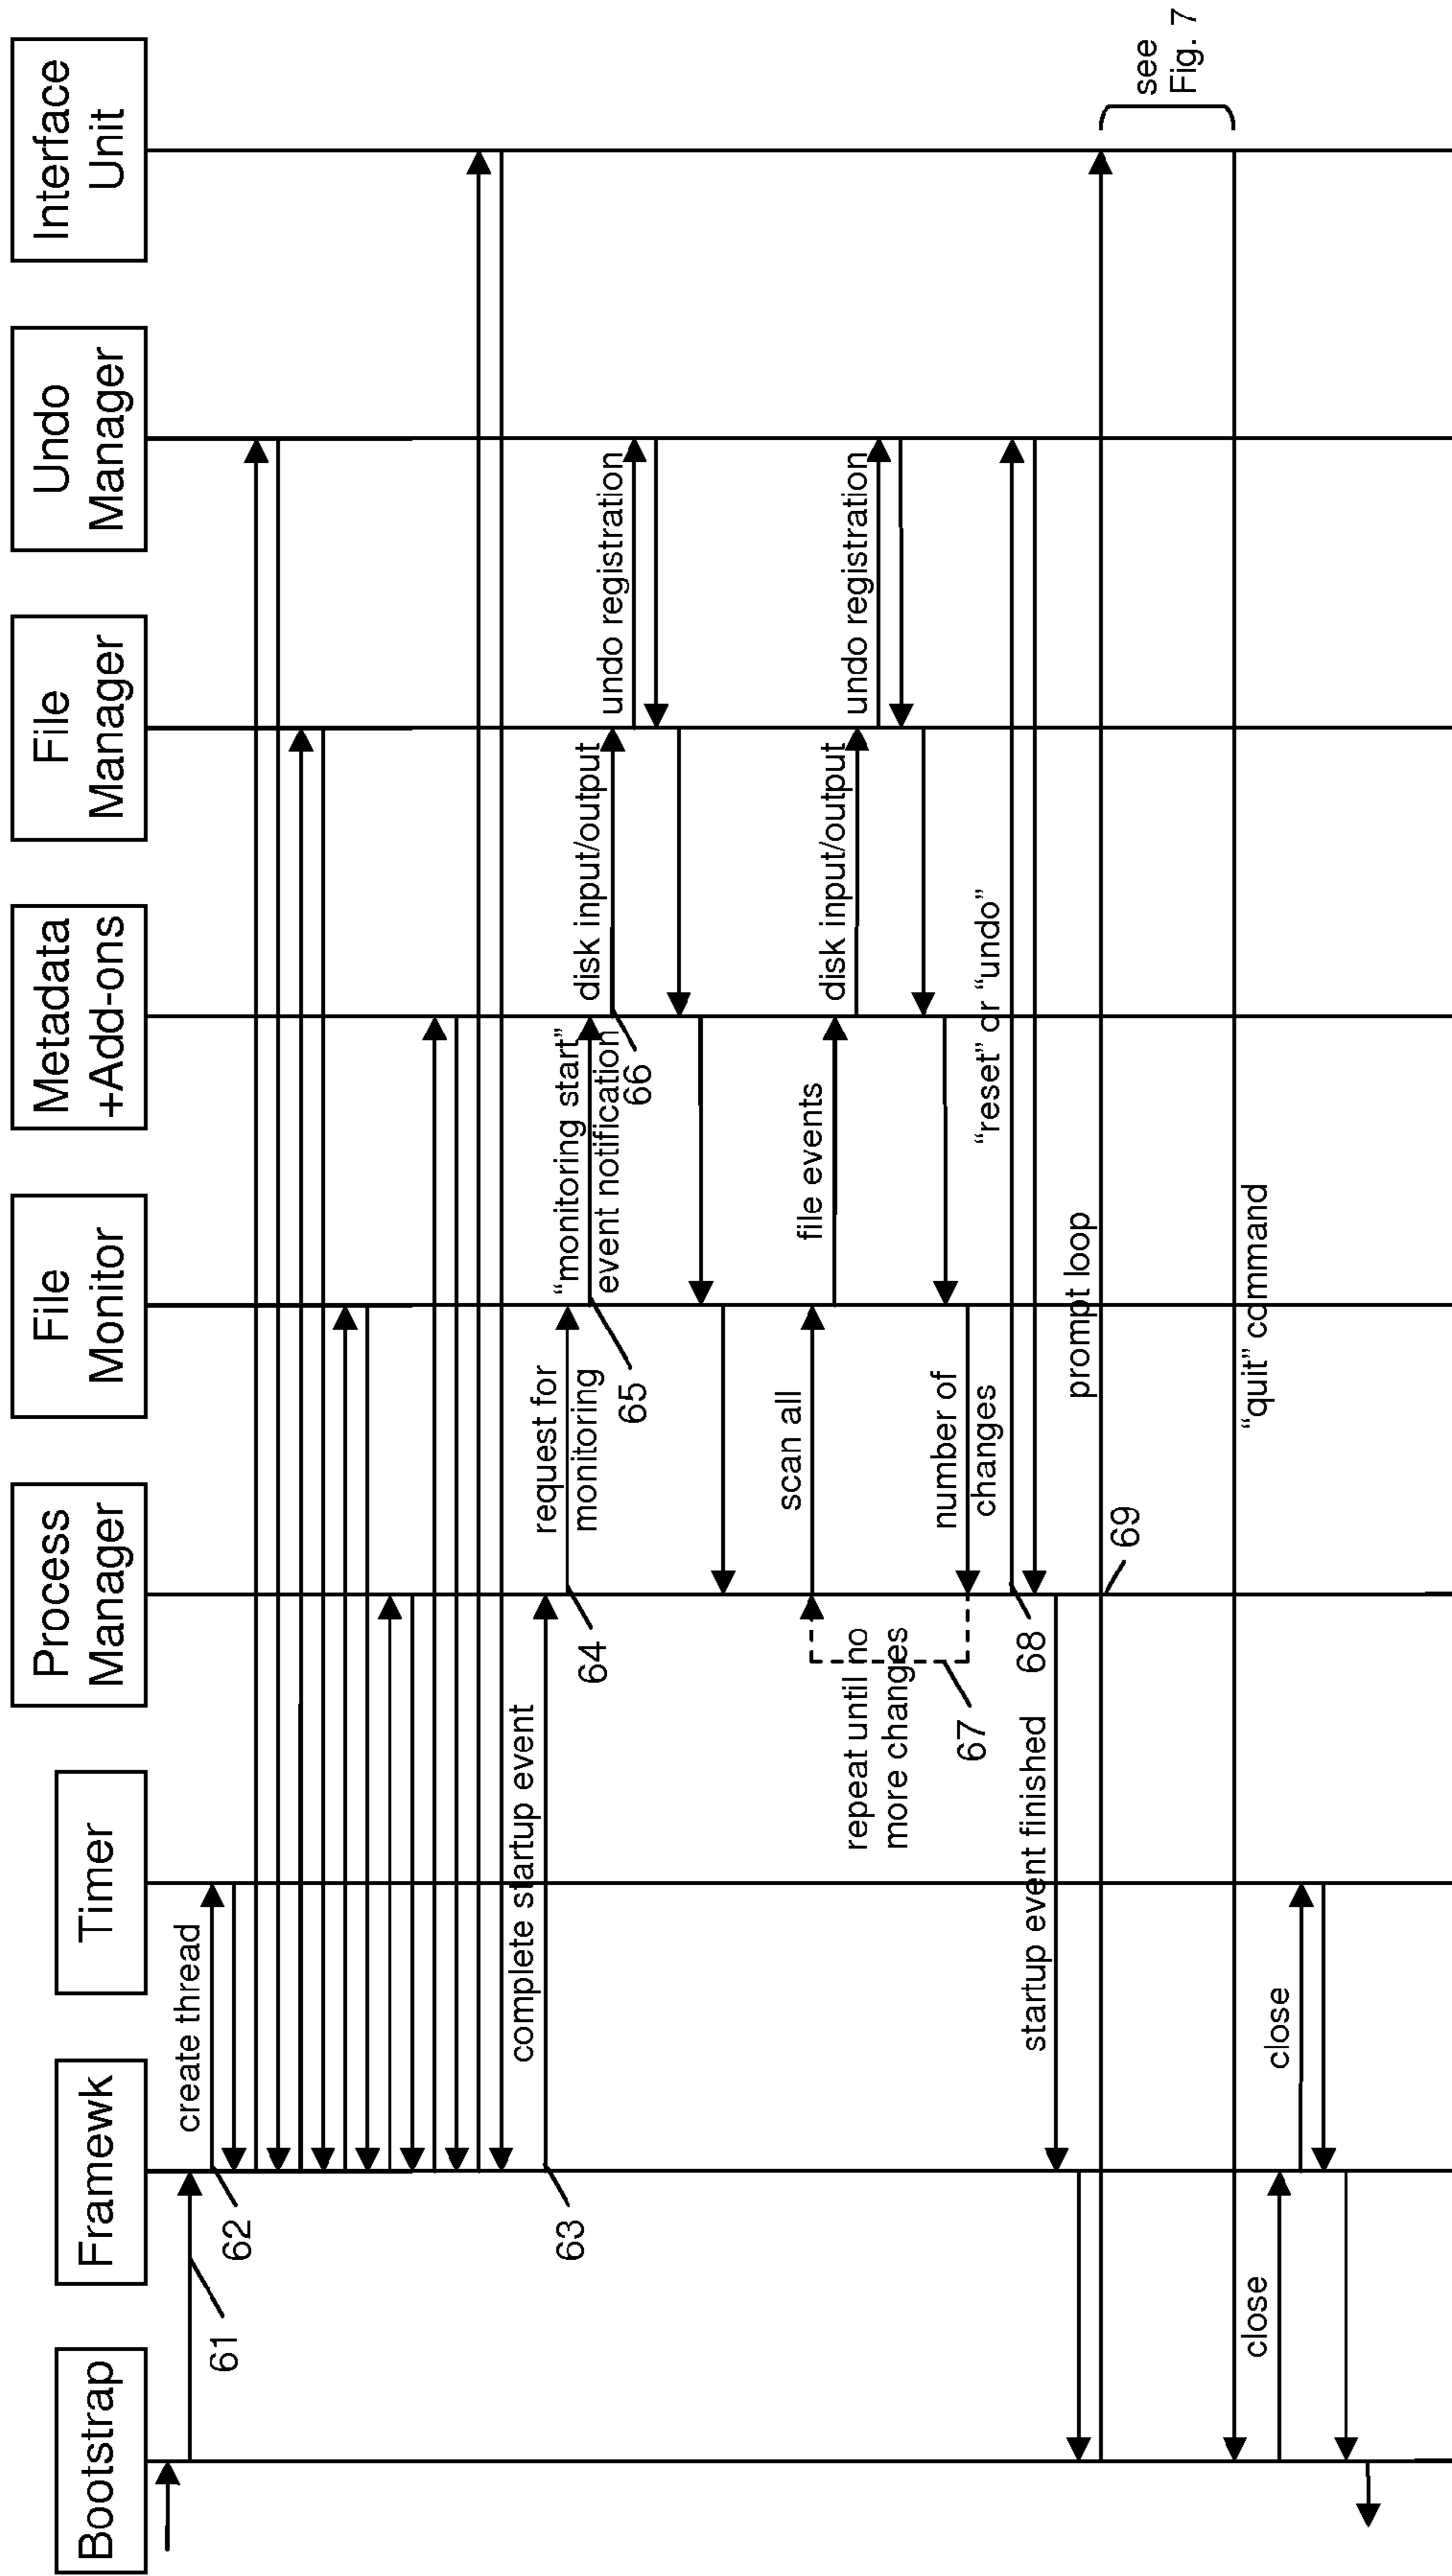 Bootstrap
Framewk
Timer
Process
Manager
File
Monitor
Metadata
+Add-ons
File
Manager
Undo
Manager
Interface
Unit
61
create thread
62
complete startup event
63
request for
monitoring
64
“monitoring start”
event notification
65
disk input/output
66
undo registration
scan all
file events
disk input/output
undo registration
repeat until no
more changes
67
number of
changes
“reset” or “undo”
68
startup event finished
prompt loop
69
see
Fig. 7
“quit” command
close
close